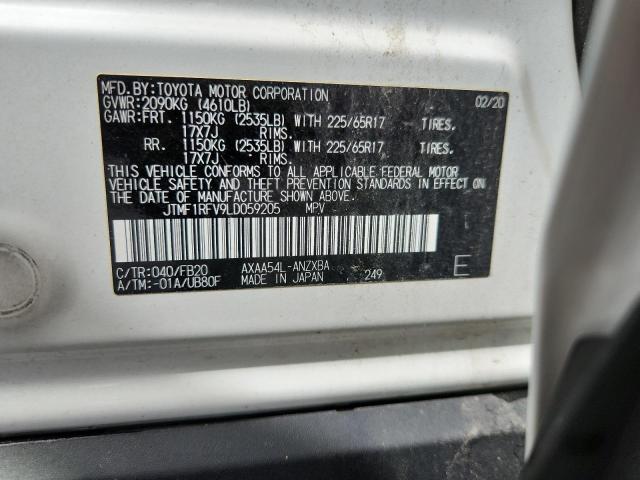 MFD. BY: TOYOTA MOTOR CORPORATION 02/20
GVWR: 2090KG (4610LB)
GAWR: FRT. 1150KG (2535LB) WITH 225/65R17 TIRES.
17X7J RIMS.
RR. 1150KG (2535LB) WITH 225/65R17 TIRES.
17X7J RIMS.
THIS VEHICLE CONFORMS TO ALL APPLICABLE FEDERAL MOTOR
VEHICLE SAFETY AND THEFT PREVENTION STANDARDS IN EFFECT ON
THE DATE OF MANUFACTURE SHOWN ABOVE.
JTMF1RFV9LD059205 MPV
C/TR: 040/FB20 AXAA54L-ANZXBA
A/TM: -01A/UB80F MADE IN JAPAN 249 E